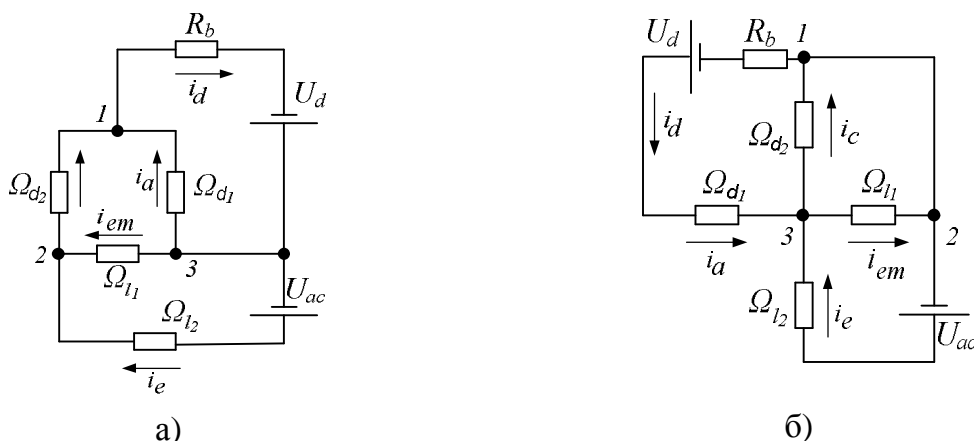 R_b
i_d
U_d
1
Ω_d2
i_a
Ω_d1
i_em
2
3
Ω_l1
U_ac
Ω_l2
i_e
а)
U_d
R_b
1
i_d
Ω_d2
i_c
Ω_d1
Ω_l1
3
2
i_a
i_em
Ω_l2
i_e
U_ac
б)